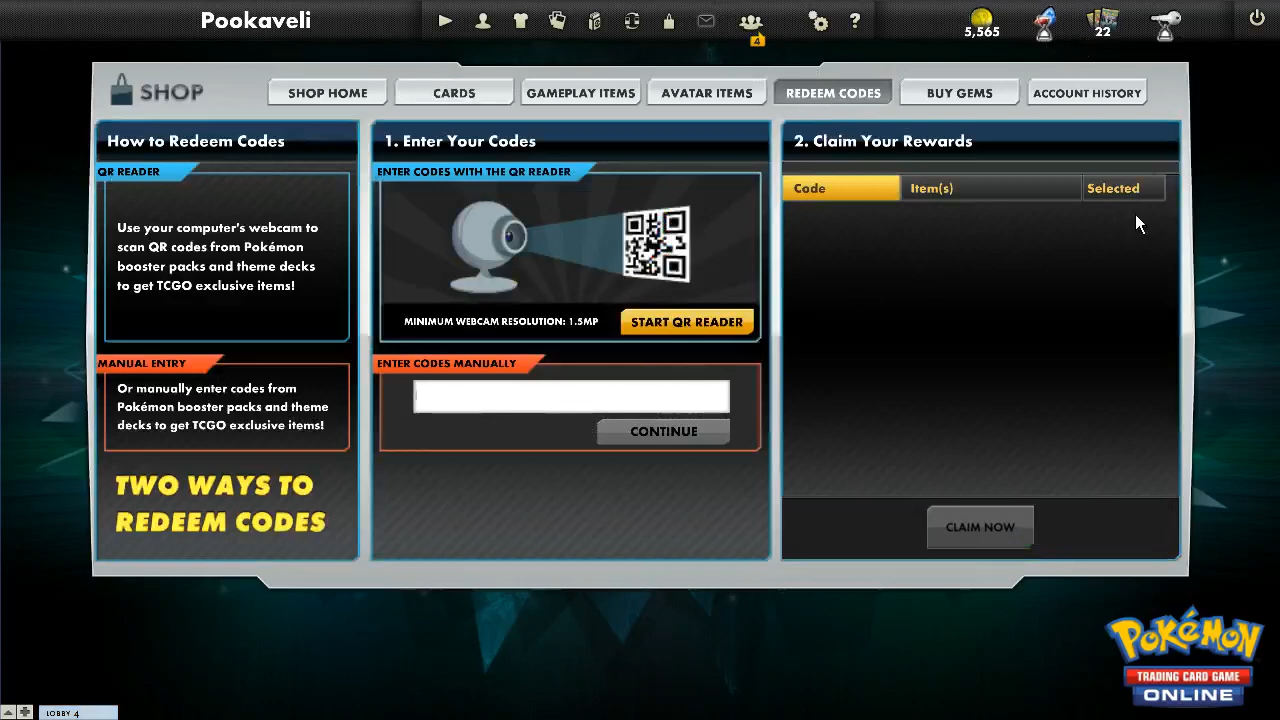 Pookaveli
4
?
5,565
22
SHOP
SHOP HOME
CARDS
GAMEPLAY ITEMS
AVATAR ITEMS
REDEEM CODES
BUY GEMS
ACCOUNT HISTORY
How to Redeem Codes
QR READER
Use your computer's webcam to
scan QR codes from Pokémon
booster packs and theme decks
to get TCGO exclusive items!
MANUAL ENTRY
Or manually enter codes from
Pokémon booster packs and theme
decks to get TCGO exclusive items!
TWO WAYS TO
REDEEM CODES
1. Enter Your Codes
ENTER CODES WITH THE QR READER
MINIMUM WEBCAM RESOLUTION: 1.5MP
START QR READER
ENTER CODES MANUALLY
CONTINUE
2. Claim Your Rewards
Code
Item(s)
Selected
CLAIM NOW
POKÉMON
TRADING CARD GAME
ONLINE
LOBBY 4